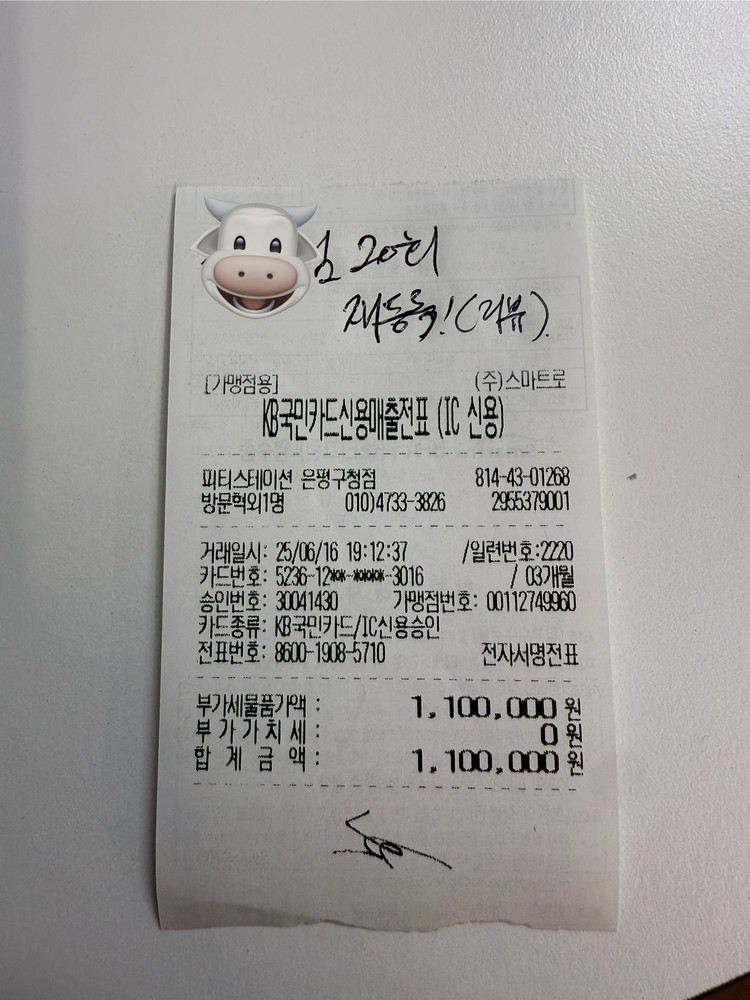 님 20회
재등록! (리뷰).
[가맹점용] (주)스마트로
KB국민카드신용매출전표 (IC 신용)
피티스테이션 은평구청점 814-43-01268
방문혁외1명 010)4733-3826 2955379001
거래일시: 25/06/16 19:12:37 /일련번호:2220
카드번호: 5236-12**-****-3016 / 03개월
승인번호: 30041430 가맹점번호: 00112749960
카드종류: KB국민카드/IC신용승인
전표번호: 8600-1908-5710 전자서명전표
부가세물품가액 : 1,100,000 원
부 가 가 치 세 : 0 원
합 계 금 액 : 1,100,000 원